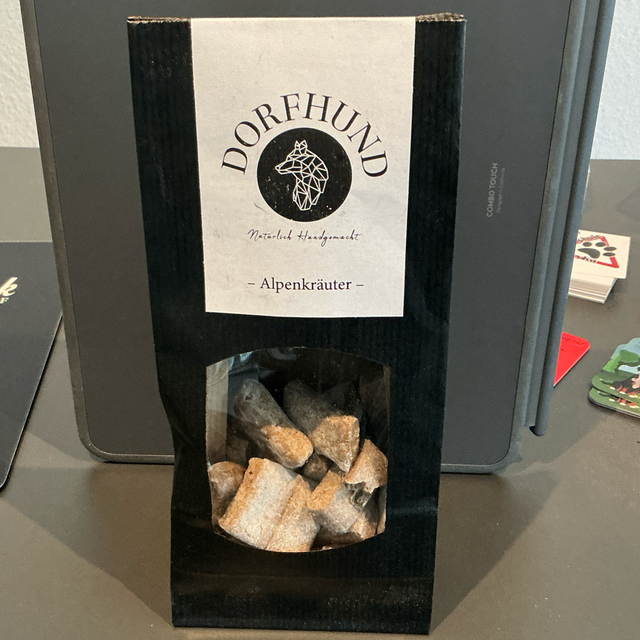 DORFHUND
Natürlich Handgemacht
– Alpenkräuter –
COMBO TOUCH